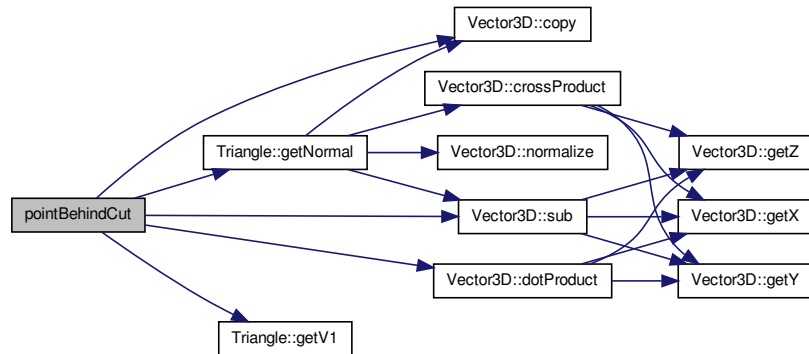 Vector3D::copy
Vector3D::crossProduct
Triangle::getNormal
Vector3D::normalize
Vector3D::getZ
pointBehindCut
Vector3D::sub
Vector3D::getX
Vector3D::dotProduct
Vector3D::getY
Triangle::getV1